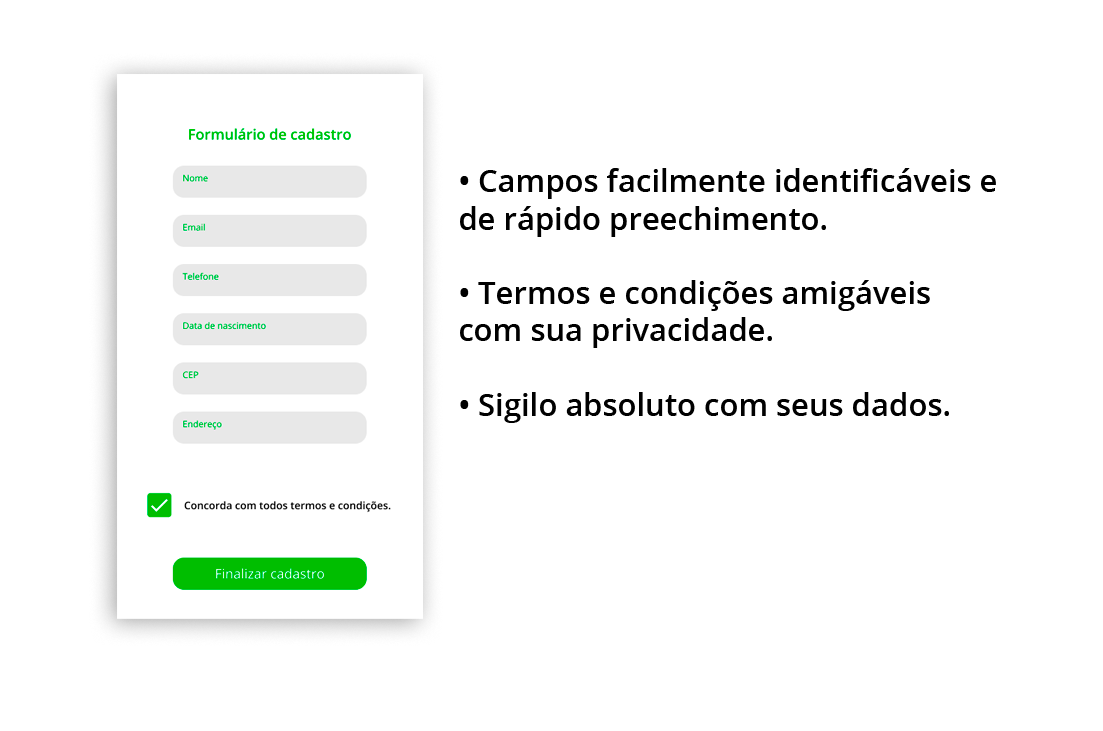 Formulário de cadastro
Nome
Email
Telefone
Data de nascimento
CEP
Endereço
Concorda com todos termos e condições.
Finalizar cadastro
• Campos facilmente identificáveis e
de rápido preechimento.
• Termos e condições amigáveis
com sua privacidade.
• Sigilo absoluto com seus dados.